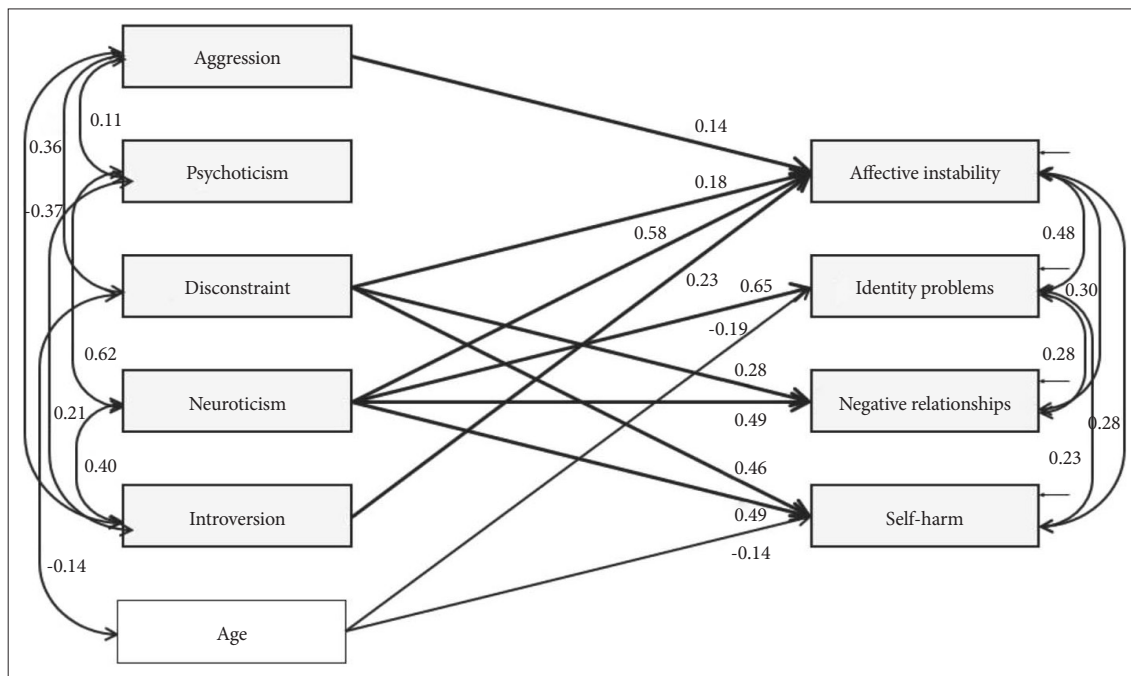 Aggression
0.11
0.36
0.14
Psychoticism
Affective instability
0.18
-0.37
0.58
0.48
Disconstraint
0.23
0.65
Identity problems
0.30
-0.19
0.62
0.28
0.28
Neuroticism
Negative relationships
0.21
0.49
0.28
0.40
0.46
0.23
Introversion
0.49
Self-harm
-0.14
-0.14
Age